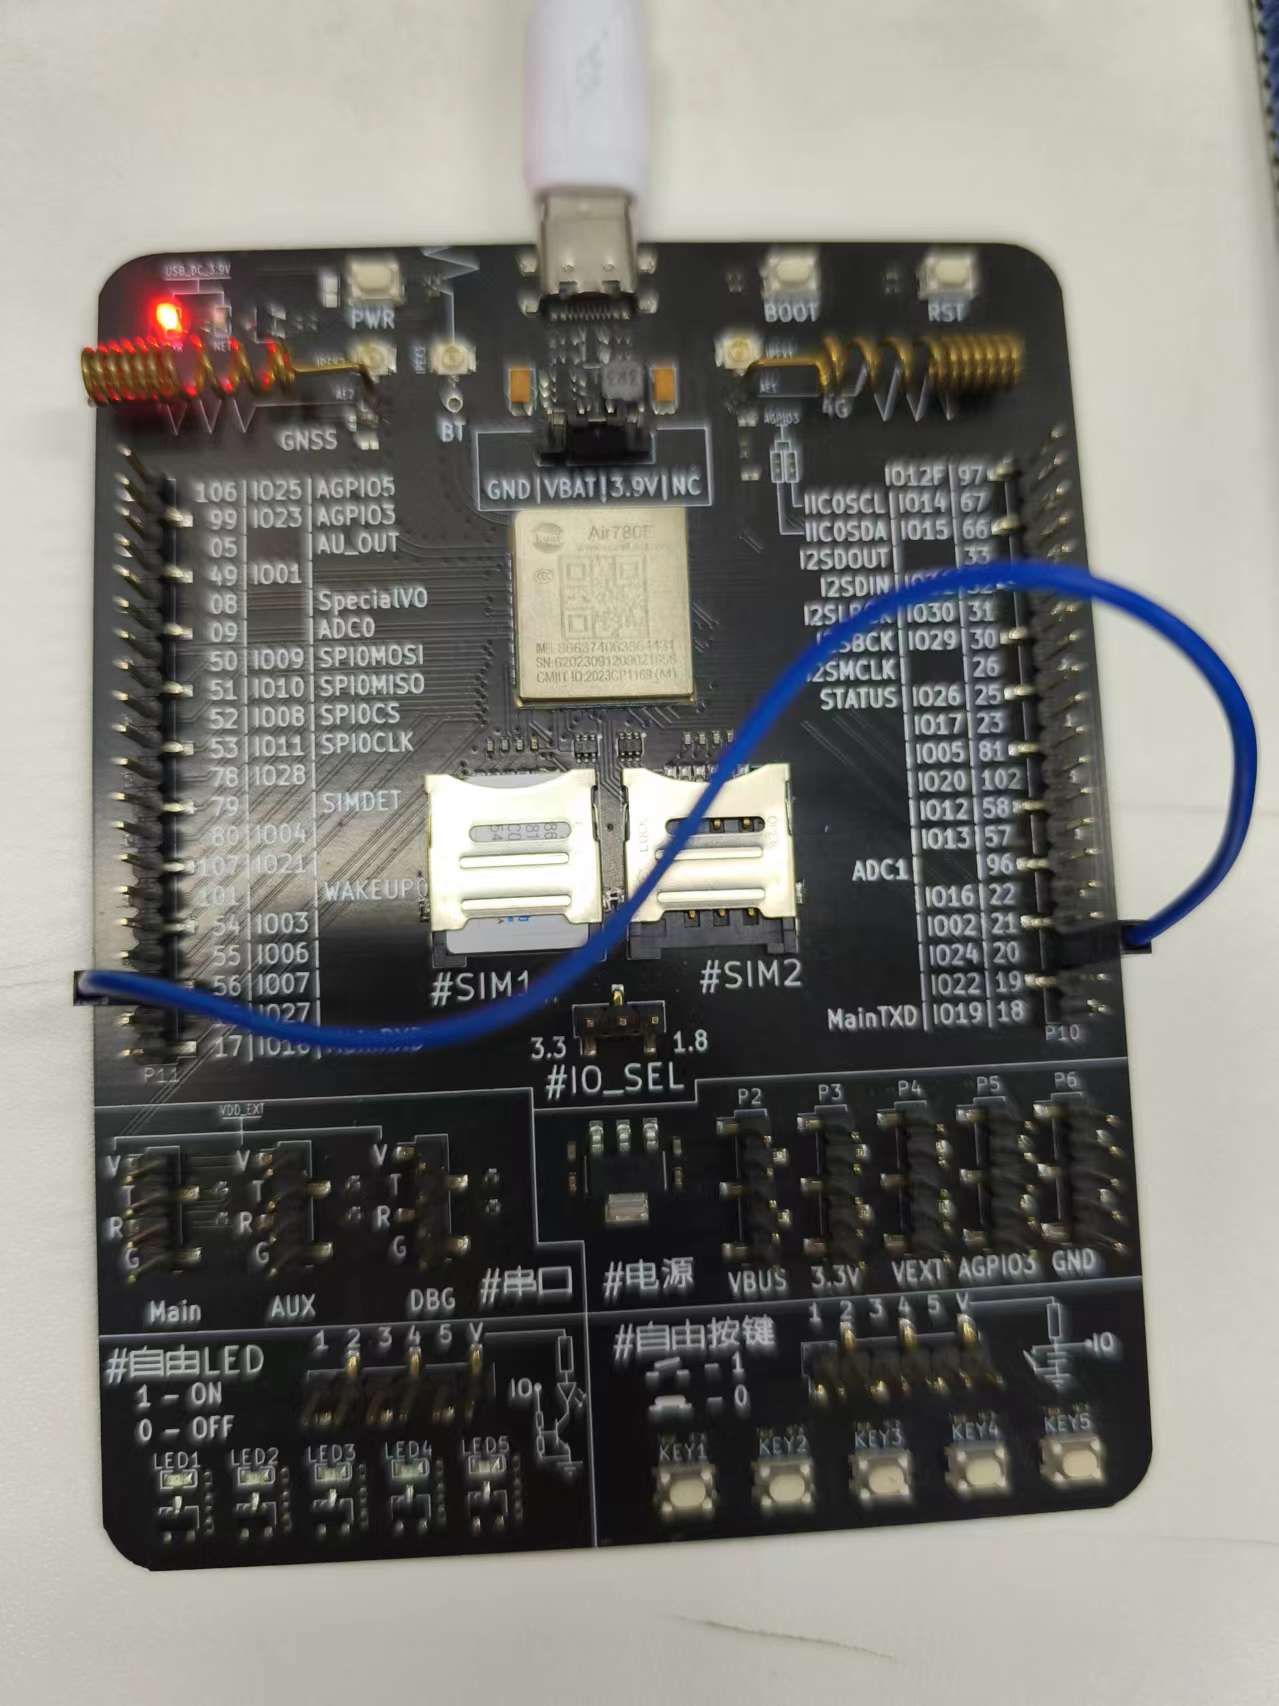 USB_DC_3.9V
PWR
BOOT
RST
GNSS
BT
4G
AGPIO3
GND|VBAT|3.9V|NC
106|IO25|AGPIO5
99|IO23|AGPIO3
05 AU_OUT
49|IO01
08 SpecialVO
09 ADC0
50|IO09|SPI0MOSI
51|IO10|SPI0MISO
52|IO08|SPI0CS
53|IO11|SPI0CLK
78|IO28
79 SIMDET
80|IO04
107|IO21
101 WAKEUP0
54|IO03
55|IO06
56|IO07
IO27
17
P11
Air780E
CMIIT ID:2023CP1169(M)
IO12F|97
IIC0SCL|IO14|67
IIC0SDA|IO15|66
I2SDOUT 33
I2SDIN
IO30|31
IO29|30
I2SMCLK 26
STATUS|IO26|25
IO17|23
IO05|81
IO20|102
IO12|58
IO13|57
ADC1 96
IO16|22
IO02|21
IO24|20
IO22|19
MainTXD|IO19|18
P10
#SIM1
#SIM2
3.3
1.8
#IO_SEL
VDD_EXT
V
T
R
G
Main
V
T
R
G
AUX
V
T
R
G
DBG
#串口
P2 P3 P4 P5 P6
#电源
VBUS 3.3V VEXT AGPIO3 GND
#自由LED
1 2 3 4 5 V
1 - ON
0 - OFF
IO
LED1 LED2 LED3 LED4 LED5
#自由按键
1 2 3 4 5 V
- 1
- 0
IO
KEY1 KEY2 KEY3 KEY4 KEY5